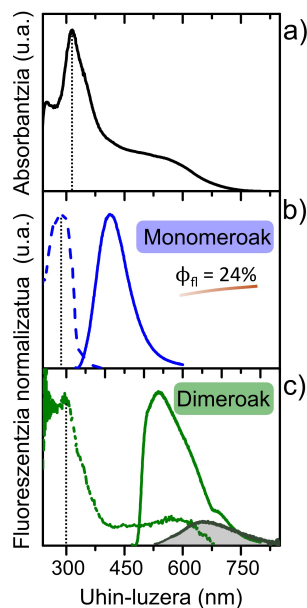 a)
Absorbantzia (u.a.)
b)
Monomeroak
ϕfl = 24%
Fluoreszentzia normalizatua (u.a.)
c)
Dimeroak
300 450 600 750
Uhin-luzera (nm)